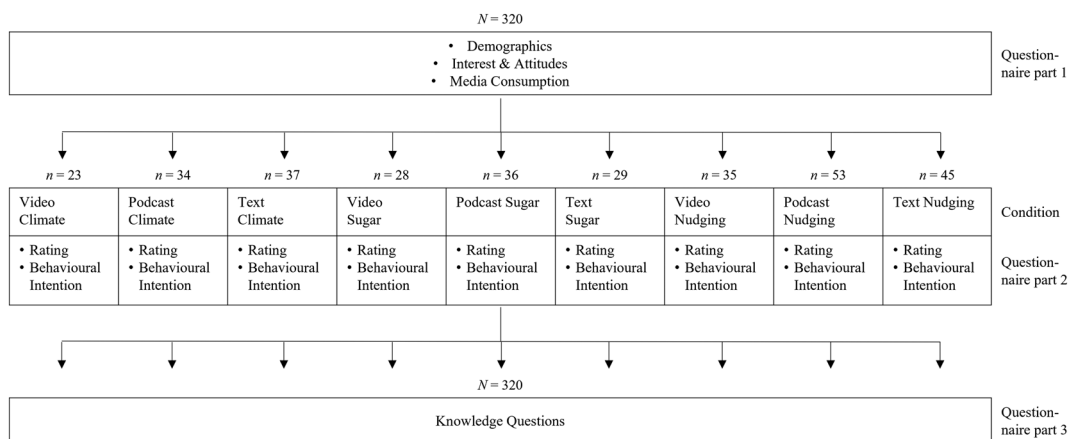 N = 320
• Demographics
• Interest & Attitudes
• Media Consumption
Question-
naire part 1
n = 23 n = 34 n = 37 n = 28 n = 36 n = 29 n = 35 n = 53 n = 45
Video
Climate
Podcast
Climate
Text
Climate
Video
Sugar
Podcast Sugar
Text
Sugar
Video
Nudging
Podcast
Nudging
Text Nudging
Condition
• Rating
• Behavioural
Intention
• Rating
• Behavioural
Intention
• Rating
• Behavioural
Intention
• Rating
• Behavioural
Intention
• Rating
• Behavioural
Intention
• Rating
• Behavioural
Intention
• Rating
• Behavioural
Intention
• Rating
• Behavioural
Intention
• Rating
• Behavioural
Intention
Question-
naire part 2
N = 320
Knowledge Questions
Question-
naire part 3